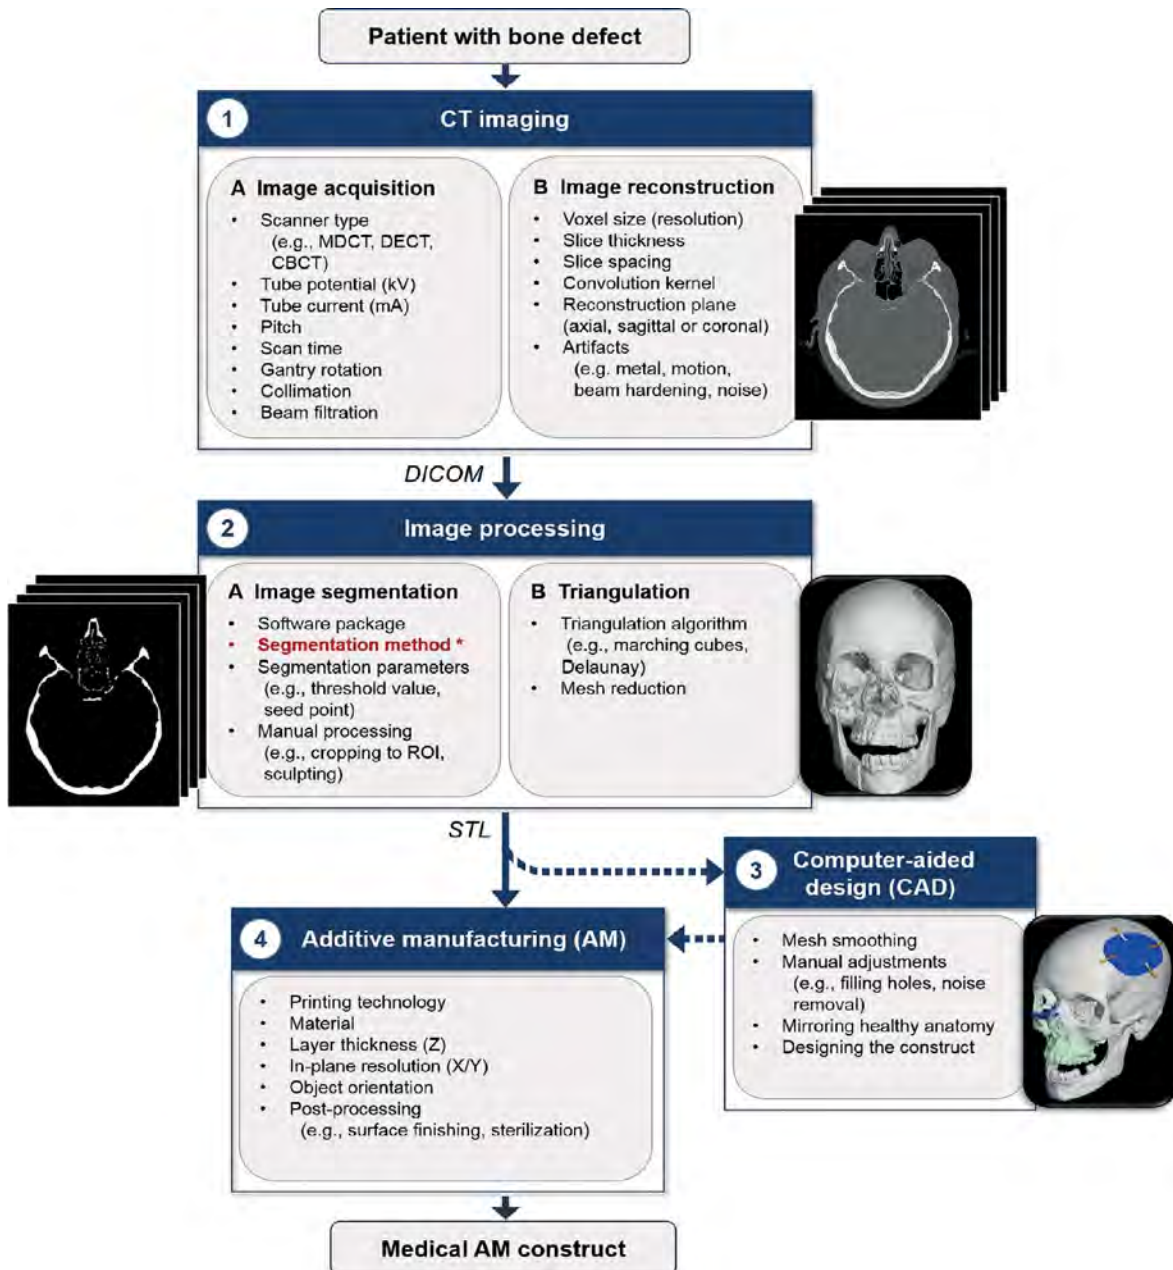 Patient with bone defect
1
CT imaging
A Image acquisition
• Scanner type
(e.g., MDCT, DECT,
CBCT)
• Tube potential (kV)
• Tube current (mA)
• Pitch
• Scan time
• Gantry rotation
• Collimation
• Beam filtration
B Image reconstruction
• Voxel size (resolution)
• Slice thickness
• Slice spacing
• Convolution kernel
• Reconstruction plane
(axial, sagittal or coronal)
• Artifacts
(e.g. metal, motion,
beam hardening, noise)
DICOM
2
Image processing
A Image segmentation
• Software package
• Segmentation method *
• Segmentation parameters
(e.g., threshold value,
seed point)
• Manual processing
(e.g., cropping to ROI,
sculpting)
B Triangulation
• Triangulation algorithm
(e.g., marching cubes,
Delaunay)
• Mesh reduction
STL
3
Computer-aided
design (CAD)
• Mesh smoothing
• Manual adjustments
(e.g., filling holes, noise
removal)
• Mirroring healthy anatomy
• Designing the construct
4
Additive manufacturing (AM)
• Printing technology
• Material
• Layer thickness (Z)
• In-plane resolution (X/Y)
• Object orientation
• Post-processing
(e.g., surface finishing, sterilization)
Medical AM construct